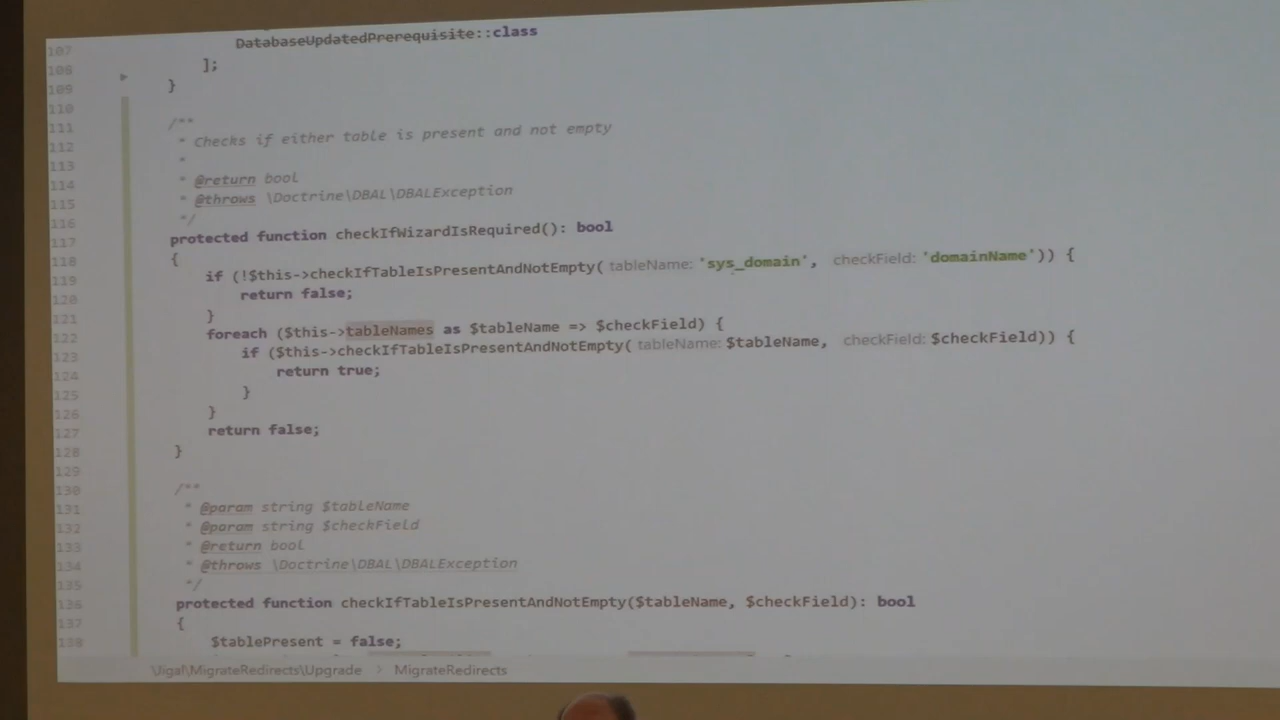 107 DatabaseUpdatedPrerequisite::class
108 ];
109 }
110
111 /**
112 * Checks if either table is present and not empty
113 *
114 * @return bool
115 * @throws \Doctrine\DBAL\DBALException
116 */
117 protected function checkIfWizardIsRequired(): bool
118 {
119 if (!$this->checkIfTableIsPresentAndNotEmpty( tableName: 'sys_domain', checkField: 'domainName')) {
120 return false;
121 }
122 foreach ($this->tableNames as $tableName => $checkField) {
123 if ($this->checkIfTableIsPresentAndNotEmpty( tableName: $tableName, checkField: $checkField)) {
124 return true;
125 }
126 }
127 return false;
128 }
129
130 /**
131 * @param string $tableName
132 * @param string $checkField
133 * @return bool
134 * @throws \Doctrine\DBAL\DBALException
135 */
136 protected function checkIfTableIsPresentAndNotEmpty($tableName, $checkField): bool
137 {
138 $tablePresent = false;
\Jigal\MigrateRedirects\Upgrade > MigrateRedirects